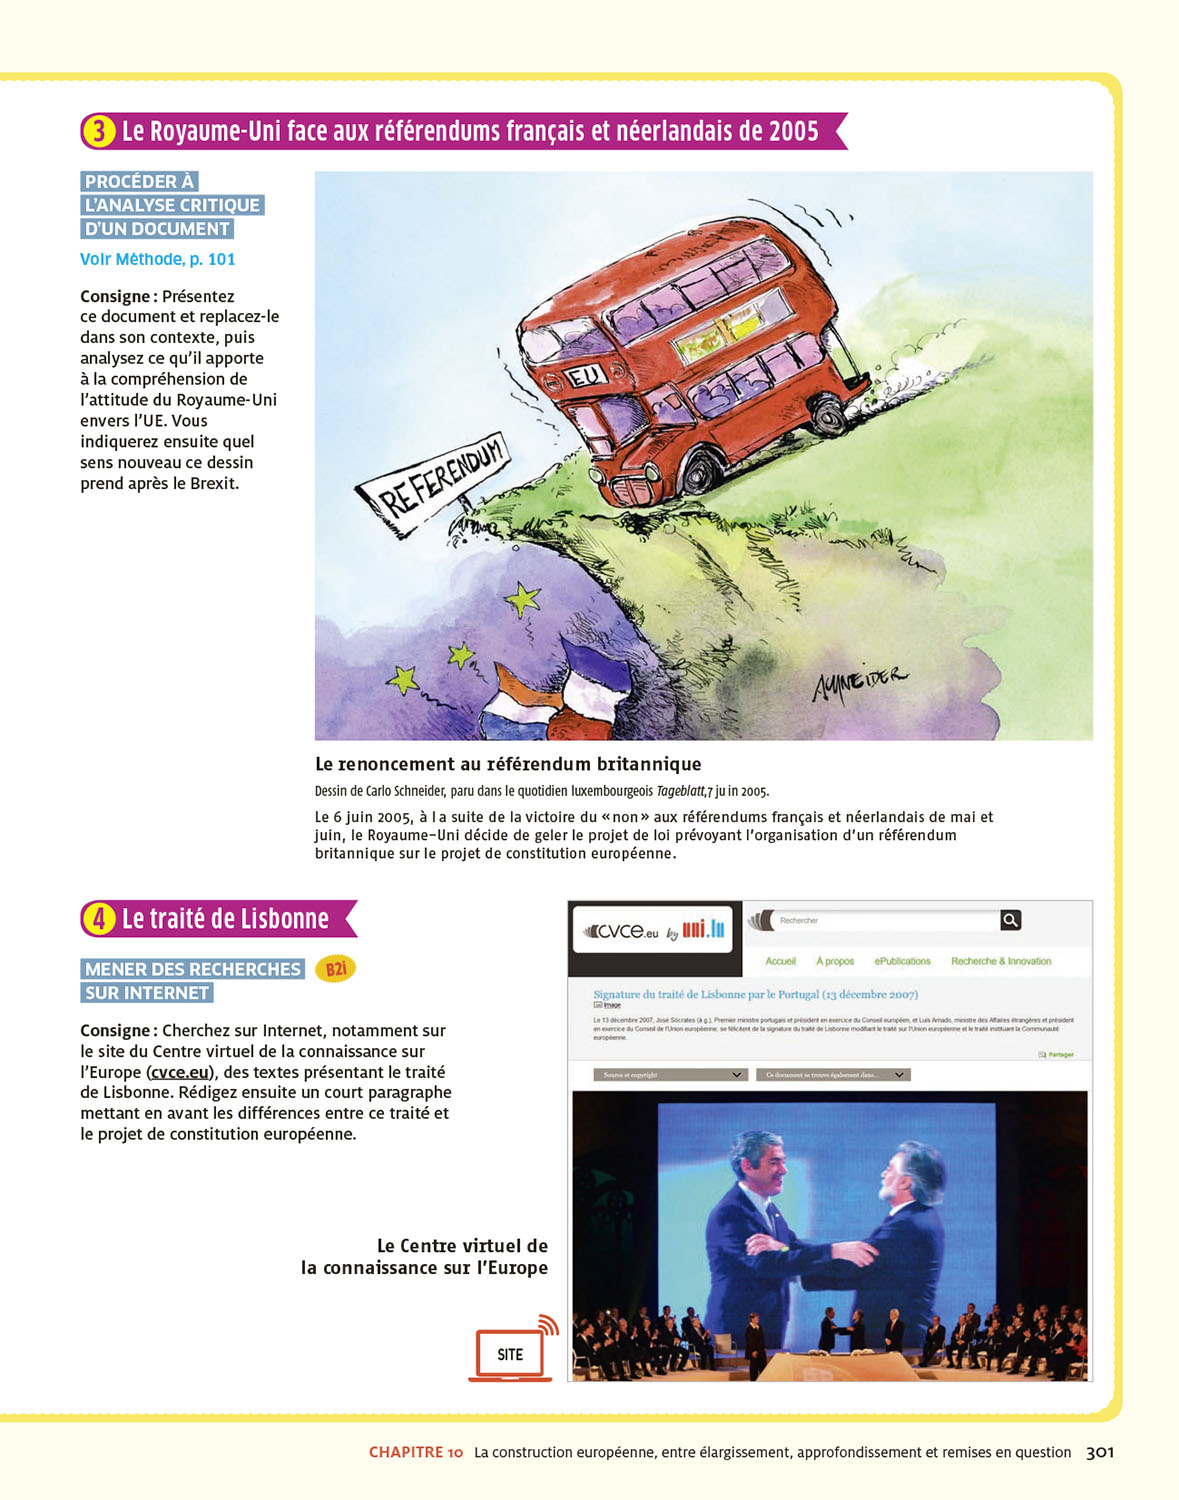 3 Le Royaume-Uni face aux référendums français et néerlandais de 2005
PROCÉDER À
L'ANALYSE CRITIQUE
D'UN DOCUMENT
Voir Méthode, p. 101
Consigne : Présentez
ce document et replacez-le
dans son contexte, puis
analysez ce qu'il apporte
à la compréhension de
l'attitude du Royaume-Uni
envers l'UE. Vous
indiquerez ensuite quel
sens nouveau ce dessin
prend après le Brexit.
EU
REFERENDUM
SCHNEIDER
Le renoncement au référendum britannique
Dessin de Carlo Schneider, paru dans le quotidien luxembourgeois Tageblatt,7 ju in 2005.
Le 6 juin 2005, à l a suite de la victoire du « non » aux référendums français et néerlandais de mai et
juin, le Royaume-Uni décide de geler le projet de loi prévoyant l'organisation d'un référendum
britannique sur le projet de constitution européenne.
4 Le traité de Lisbonne
MENER DES RECHERCHES B2i
SUR INTERNET
Consigne : Cherchez sur Internet, notamment sur
le site du Centre virtuel de la connaissance sur
l'Europe (cvce.eu), des textes présentant le traité
de Lisbonne. Rédigez ensuite un court paragraphe
mettant en avant les différences entre ce traité et
le projet de constitution européenne.
Le Centre virtuel de
la connaissance sur l'Europe
SITE
cvce.eu by uni.lu
Rechercher
Accueil À propos ePublications Recherche & Innovation
Signature du traité de Lisbonne par le Portugal (13 décembre 2007)
Image
Le 13 décembre 2007, José Sócrates (à g.), Premier ministre portugais et président en exercice du Conseil européen, et Luís Amado, ministre des Affaires étrangères et président
en exercice du Conseil de l'Union européenne, se félicitent de la signature du traité de Lisbonne modifiant le traité sur l'Union européenne et le traité instituant la Communauté
européenne.
Partager
Source et copyright Ce document se trouve également dans...
CHAPITRE 10 La construction européenne, entre élargissement, approfondissement et remises en question 301